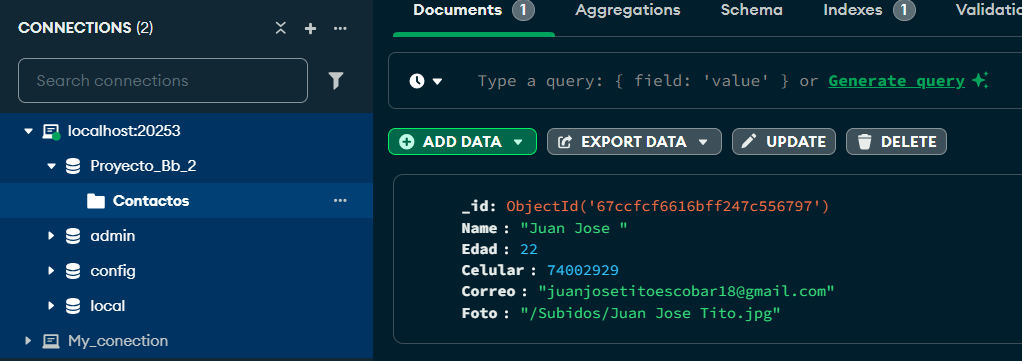 CONNECTIONS (2)
Search connections
localhost:20253
Proyecto_Bb_2
Contactos
admin
config
local
My_conection
Documents 1 Aggregations Schema Indexes 1 Validatio
Type a query: { field: 'value' } or Generate query
ADD DATA EXPORT DATA UPDATE DELETE
_id: ObjectId('67ccfcf6616bff247c556797')
Name : "Juan Jose "
Edad : 22
Celular : 74002929
Correo : "juanjosetitoescobar18@gmail.com"
Foto : "/Subidos/Juan Jose Tito.jpg"